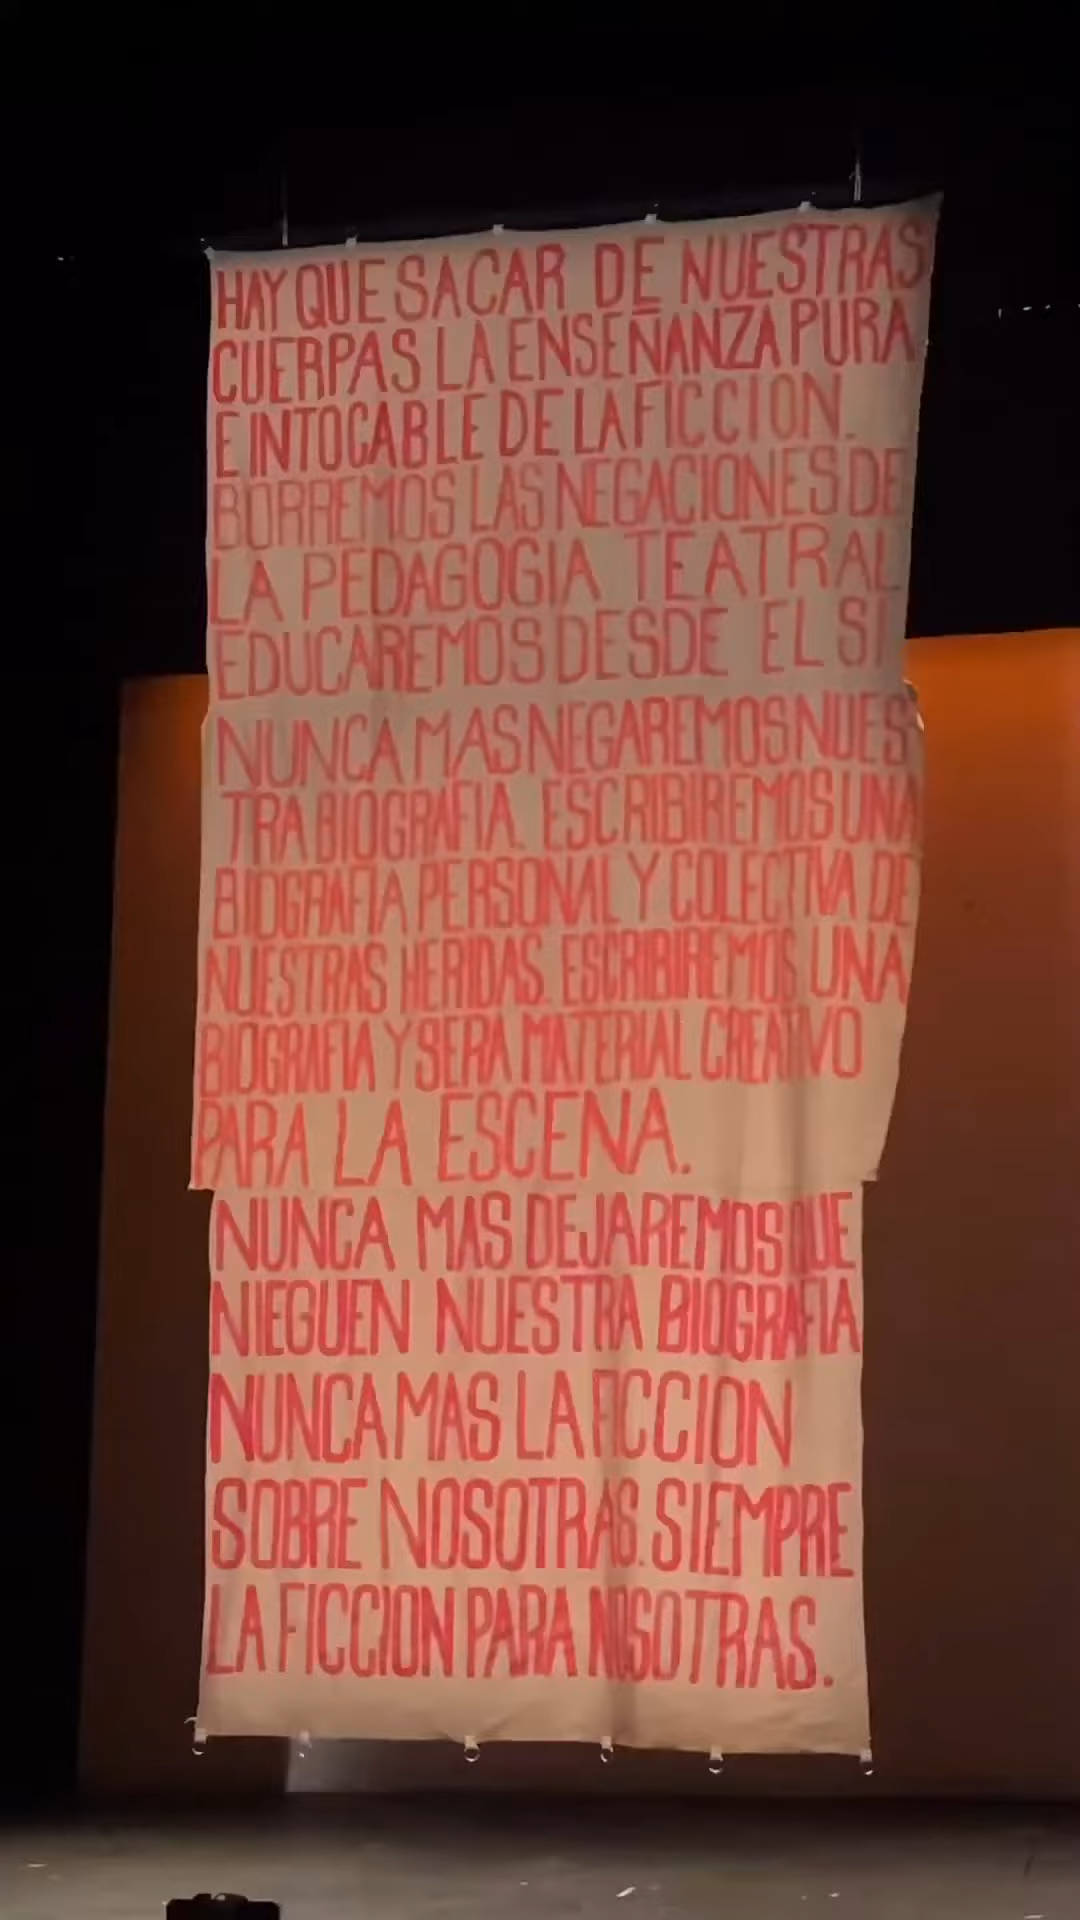 HAY QUE SACAR DE NUESTRAS
CUERPAS LA ENSEÑANZA PURA
E INTOCABLE DE LA FICCION.
BORREMOS LAS NEGACIONES DE
LA PEDAGOGIA TEATRAL
EDUCAREMOS DESDE EL SI
NUNCA MAS NEGAREMOS NUES-
TRA BIOGRAFIA. ESCRIBIREMOS UNA
BIOGRAFIA PERSONAL Y COLECTIVA DE
NUESTRAS HERIDAS. ESCRIBIREMOS UNA
BIOGRAFIA Y SERA MATERIAL CREATIVO
PARA LA ESCENA.
NUNCA MAS DEJAREMOS QUE
NIEGUEN NUESTRA BIOGRAFIA
NUNCA MAS LA FICCION
SOBRE NOSOTRAS. SIEMPRE
LA FICCION PARA NOSOTRAS.